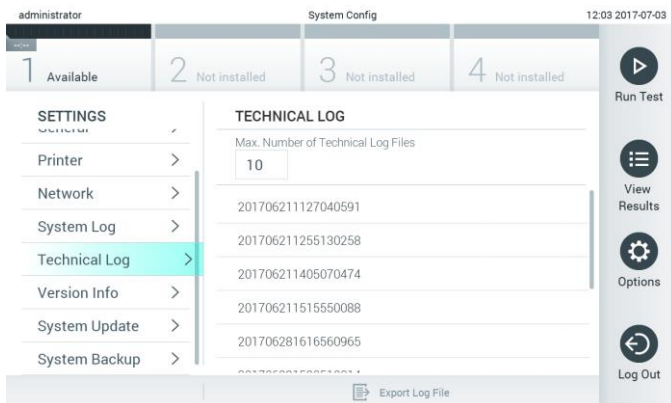 administrator System Config 12:03 2017-07-03
--:--
1 Available
2 Not installed
3 Not installed
4 Not installed
Run Test
View
Results
Options
Log Out
SETTINGS
General
Printer
Network
System Log
Technical Log
Version Info
System Update
System Backup
TECHNICAL LOG
Max. Number of Technical Log Files
10
201706211127040591
201706211255130258
201706211405070474
201706211515550088
201706281616560965
Export Log File